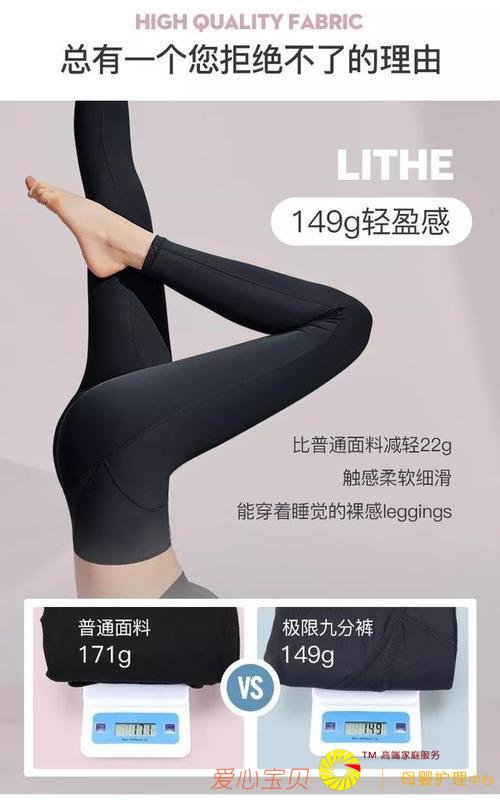 HIGH QUALITY FABRIC
总有一个您拒绝不了的理由
LITHE
149g轻盈感
比普通面料减轻22g
触感柔软细滑
能穿着睡觉的裸感leggings
普通面料
171g
极限九分裤
149g
VS
171
149
TM 高端家庭服务
爱心宝贝
母婴护理中心